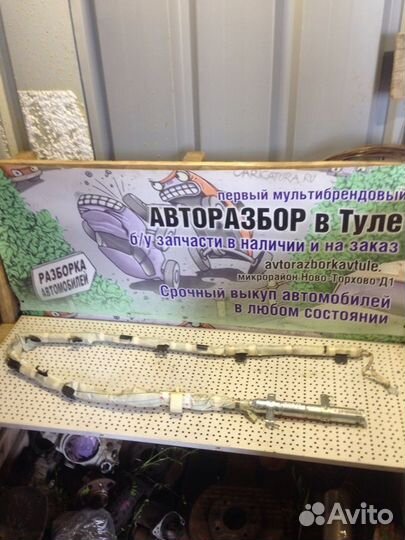 CARICATURA.RU
первый мультибрендовый
АВТОРАЗБОР в Туле
б/у запчасти в наличии и на заказ
avtorazborkavtule.
микрорайон Ново-Торхово Д1
РАЗБОРКА
АВТОМОБИЛЕЙ
Срочный выкуп автомобилей
в любом состоянии
Avito